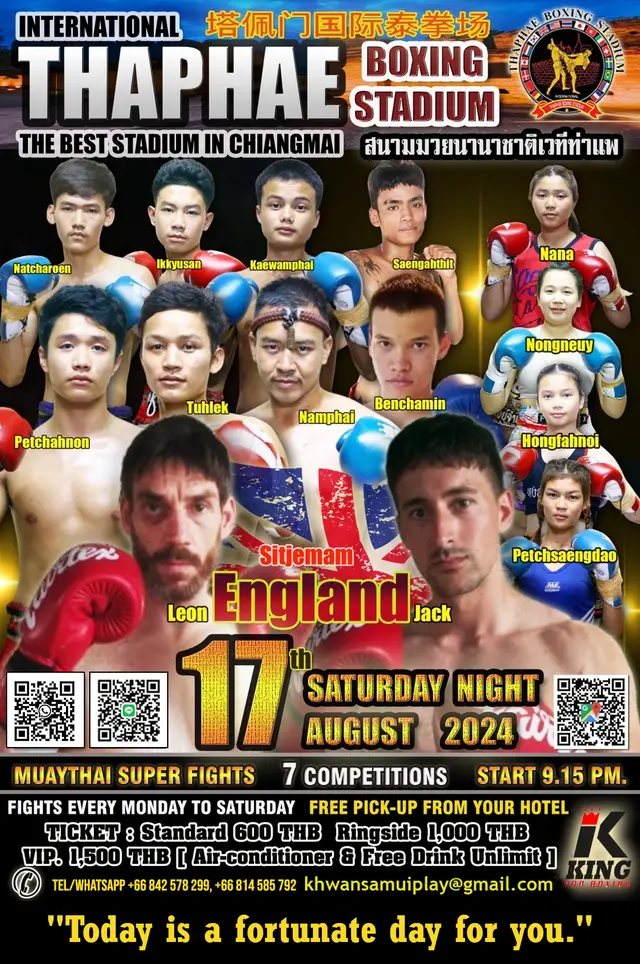 INTERNATIONAL
塔佩门国际泰拳场
THAPHAE
BOXING
STADIUM
THAPHAE BOXING STADIUM
THE BEST STADIUM IN CHIANGMAI
สนามมวยนานาชาติเวทีท่าแพ
Natcharoen
Ikkyusan
Kaewamphai
Saengahthit
Nana
Nongneuy
Tuhlek
Namphai
Benchamin
Petchahnon
Hongfahnoi
Petchsaengdao
Sitjemam
Leon England Jack
17th
SATURDAY NIGHT
AUGUST 2024
MUAYTHAI SUPER FIGHTS 7 COMPETITIONS START 9.15 PM.
FIGHTS EVERY MONDAY TO SATURDAY FREE PICK-UP FROM YOUR HOTEL
TICKET : Standard 600 THB Ringside 1,000 THB
VIP. 1,500 THB [ Air-conditioner & Free Drink Unlimit ]
K
KING
PRO BOXING
TEL/WHATSAPP +66 842 578 299, +66 814 585 792 khwansamuiplay@gmail.com
"Today is a fortunate day for you."